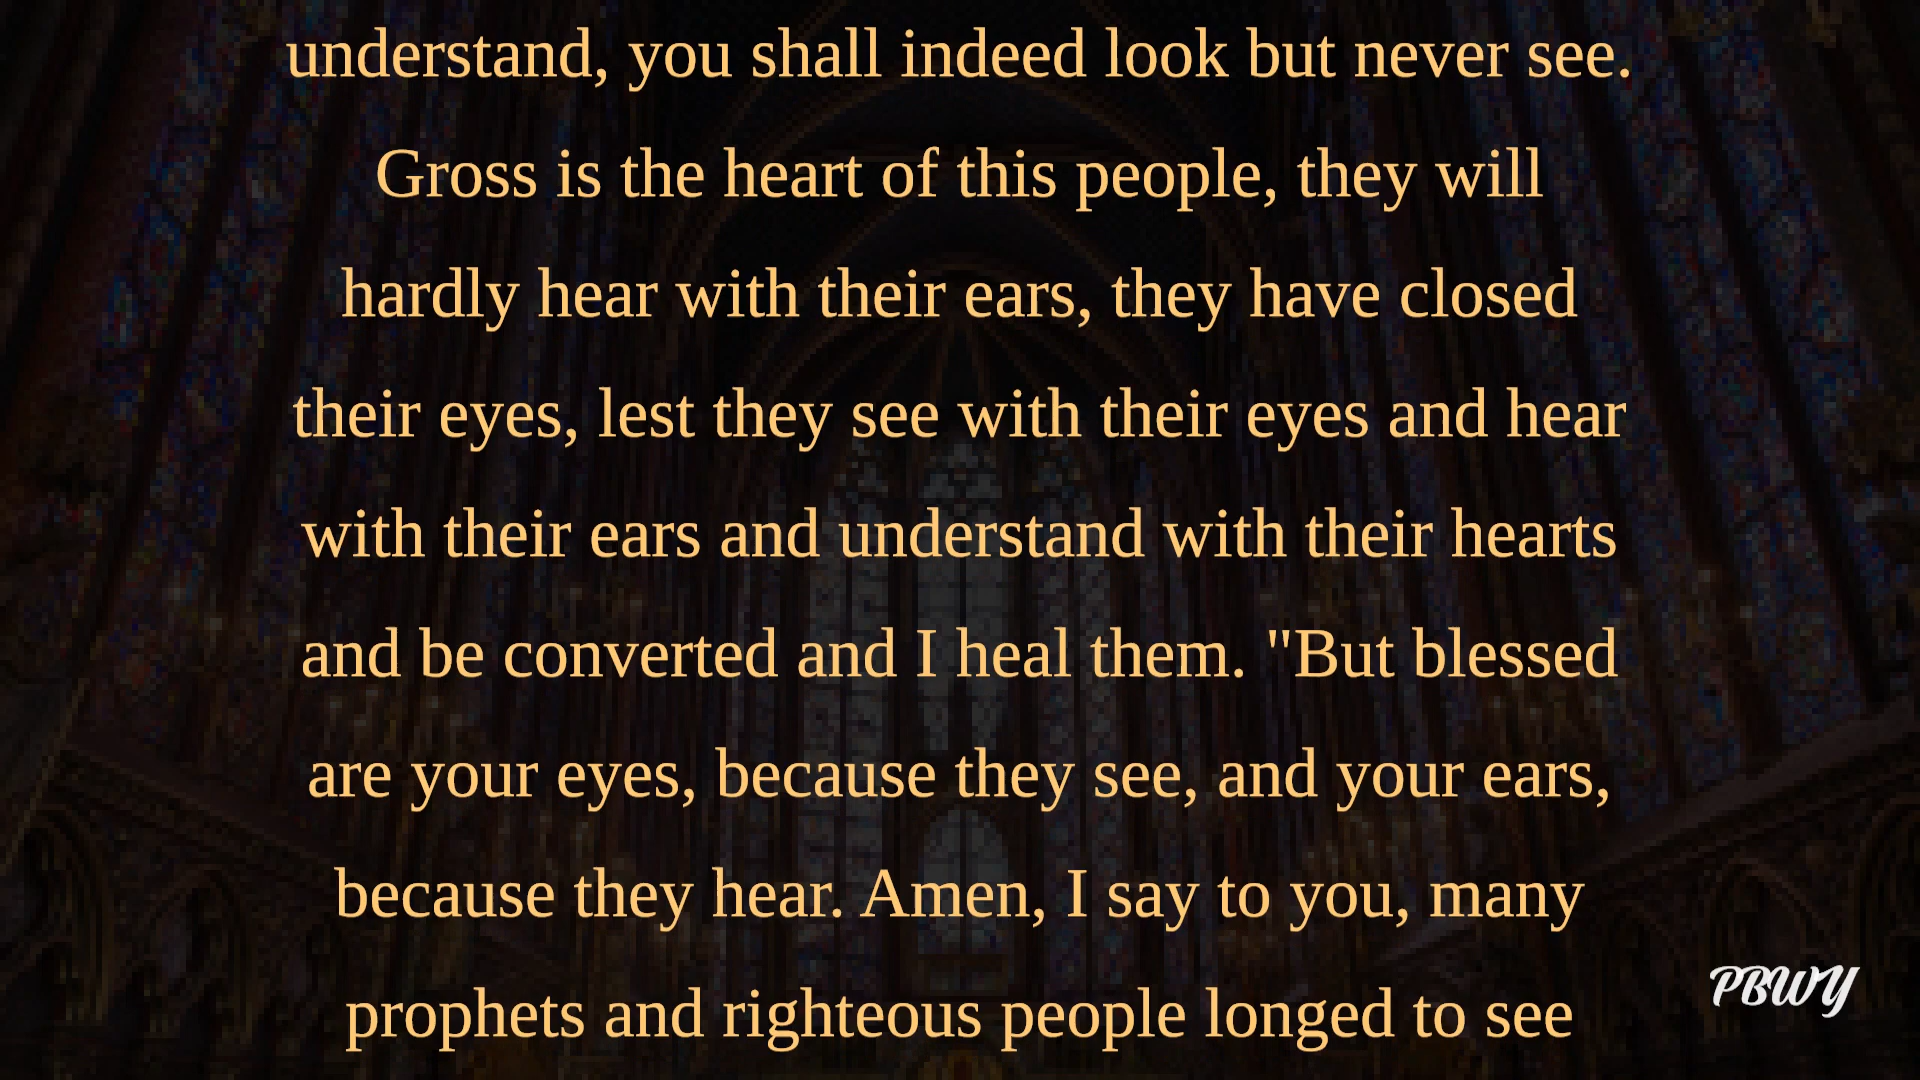 understand, you shall indeed look but never see.
Gross is the heart of this people, they will
hardly hear with their ears, they have closed
their eyes, lest they see with their eyes and hear
with their ears and understand with their hearts
and be converted and I heal them. "But blessed
are your eyes, because they see, and your ears,
because they hear. Amen, I say to you, many
prophets and righteous people longed to see
PBWY